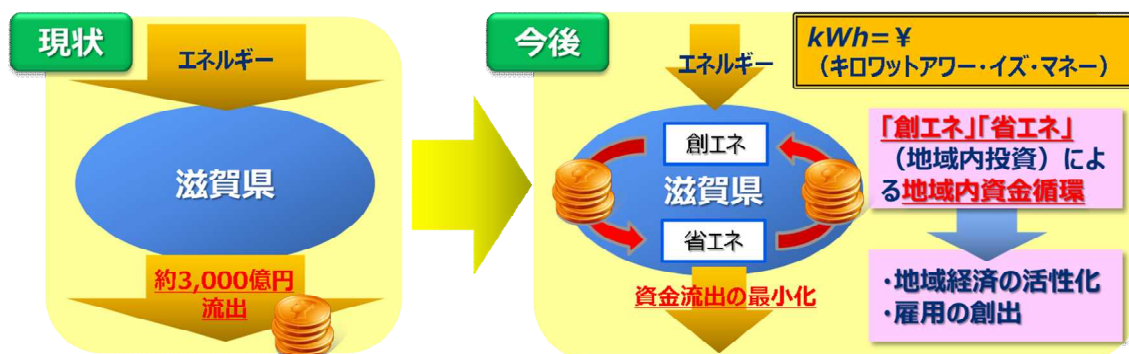 現状
エネルギー
滋賀県
約3,000億円
流出
今後
エネルギー
kWh=¥
(キロワットアワー・イズ・マネー)
創エネ
滋賀県
省エネ
資金流出の最小化
「創エネ」「省エネ」
(地域内投資)によ
る地域内資金循環
・地域経済の活性化
・雇用の創出